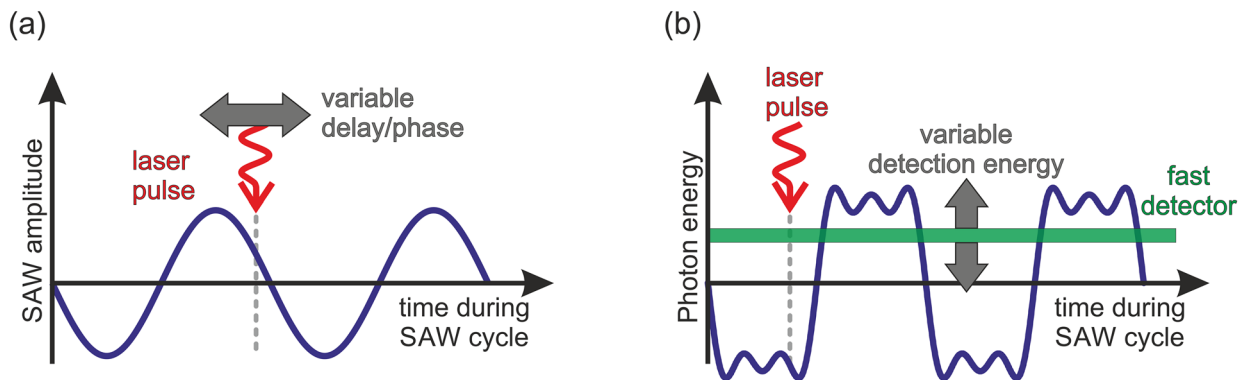 (a)
SAW amplitude
laser
pulse
variable
delay/phase
time during
SAW cycle
(b)
Photon energy
laser
pulse
variable
detection energy
fast
detector
time during
SAW cycle